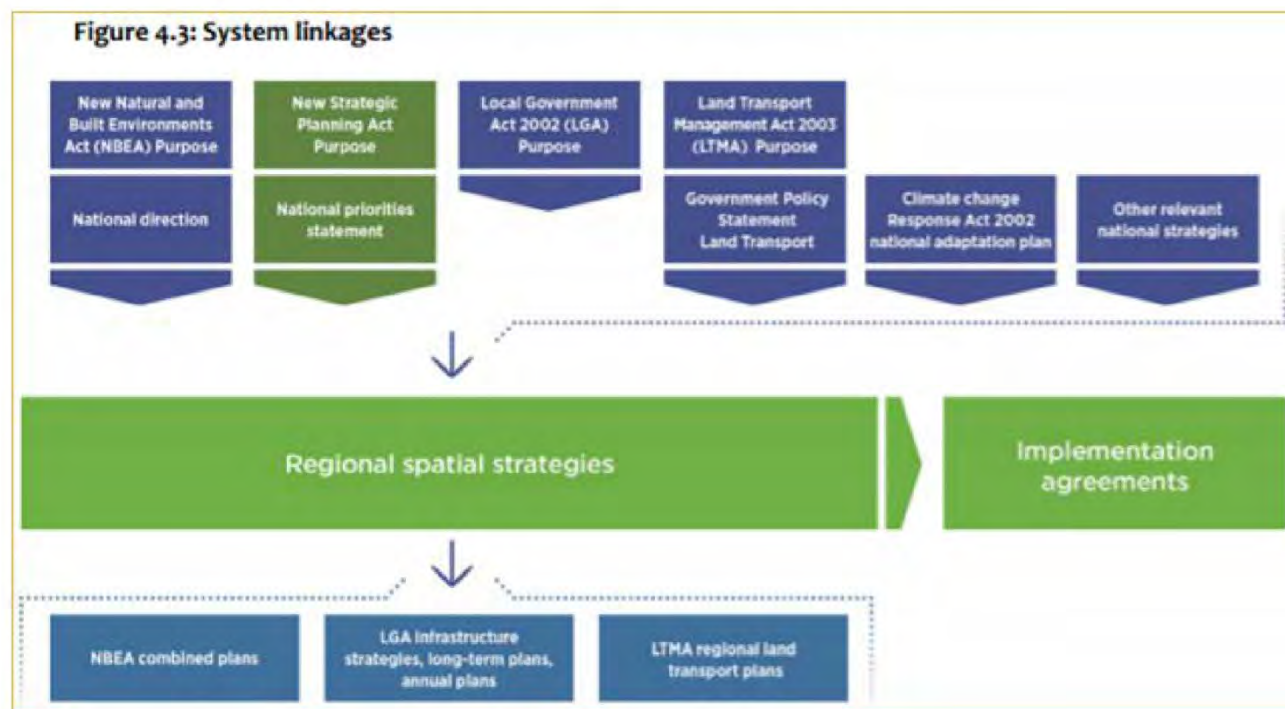 Figure 4.3: System linkages
New Natural and
Built Environments
Act (NBEA) Purpose
New Strategic
Planning Act
Purpose
Local Government
Act 2002 (LGA)
Purpose
Land Transport
Management Act 2003
(LTMA) Purpose
National direction
National priorities
statement
Government Policy
Statement
Land Transport
Climate change
Response Act 2002
national adaptation plan
Other relevant
national strategies
Regional spatial strategies
Implementation
agreements
NBEA combined plans
LGA infrastructure
strategies, long-term plans,
annual plans
LTMA regional land
transport plans